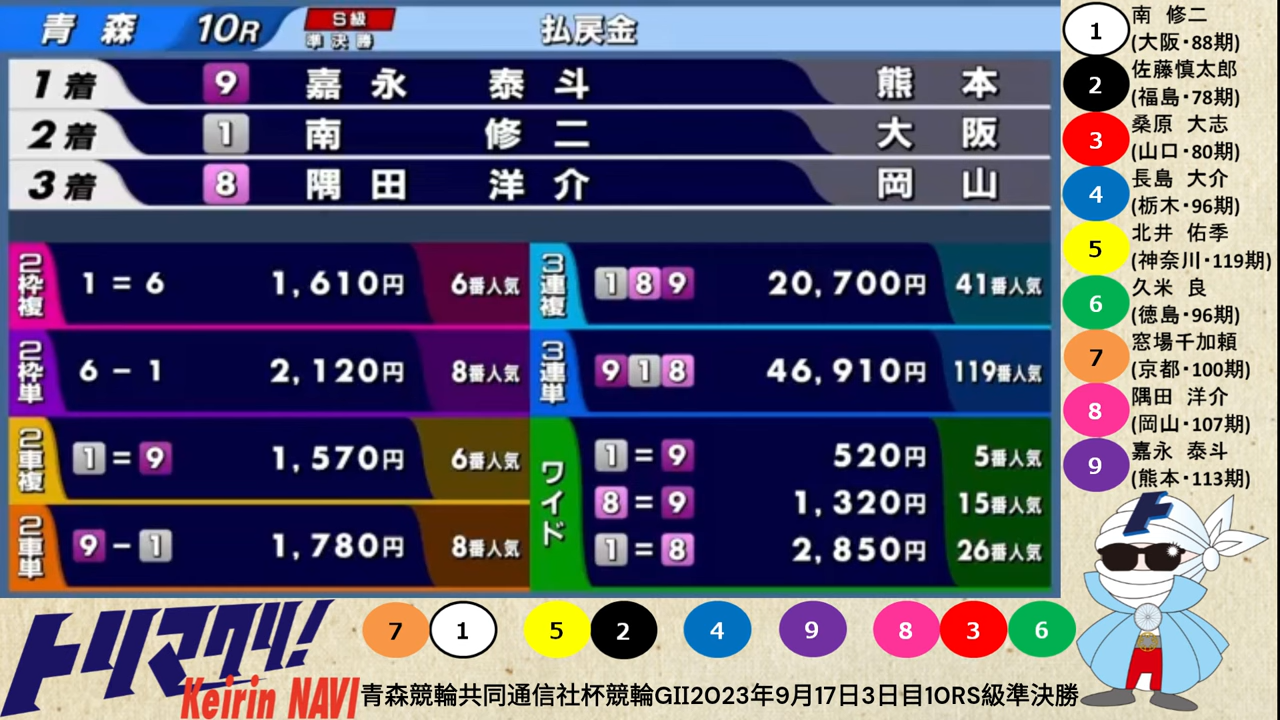 青森 10R S級 準決勝 払戻金
1着 9 嘉永 泰斗 熊本
2着 1 南 修二 大阪
3着 8 隅田 洋介 岡山
2枠複 1=6 1,610円 6番人気
2枠単 6-1 2,120円 8番人気
2車複 1=9 1,570円 6番人気
2車単 9-1 1,780円 8番人気
3連複 1 8 9 20,700円 41番人気
3連単 9 1 8 46,910円 119番人気
ワイド 1=9 520円 5番人気
8=9 1,320円 15番人気
1=8 2,850円 26番人気
1 南 修二
(大阪・88期)
2 佐藤慎太郎
(福島・78期)
3 桑原 大志
(山口・80期)
4 長島 大介
(栃木・96期)
5 北井 佑季
(神奈川・119期)
6 久米 良
(徳島・96期)
7 窓場千加頼
(京都・100期)
8 隅田 洋介
(岡山・107期)
9 嘉永 泰斗
(熊本・113期)
7 1 5 2 4 9 8 3 6
トリマクリ!
Keirin NAVI
青森競輪共同通信社杯競輪GII2023年9月17日3日目10RS級準決勝